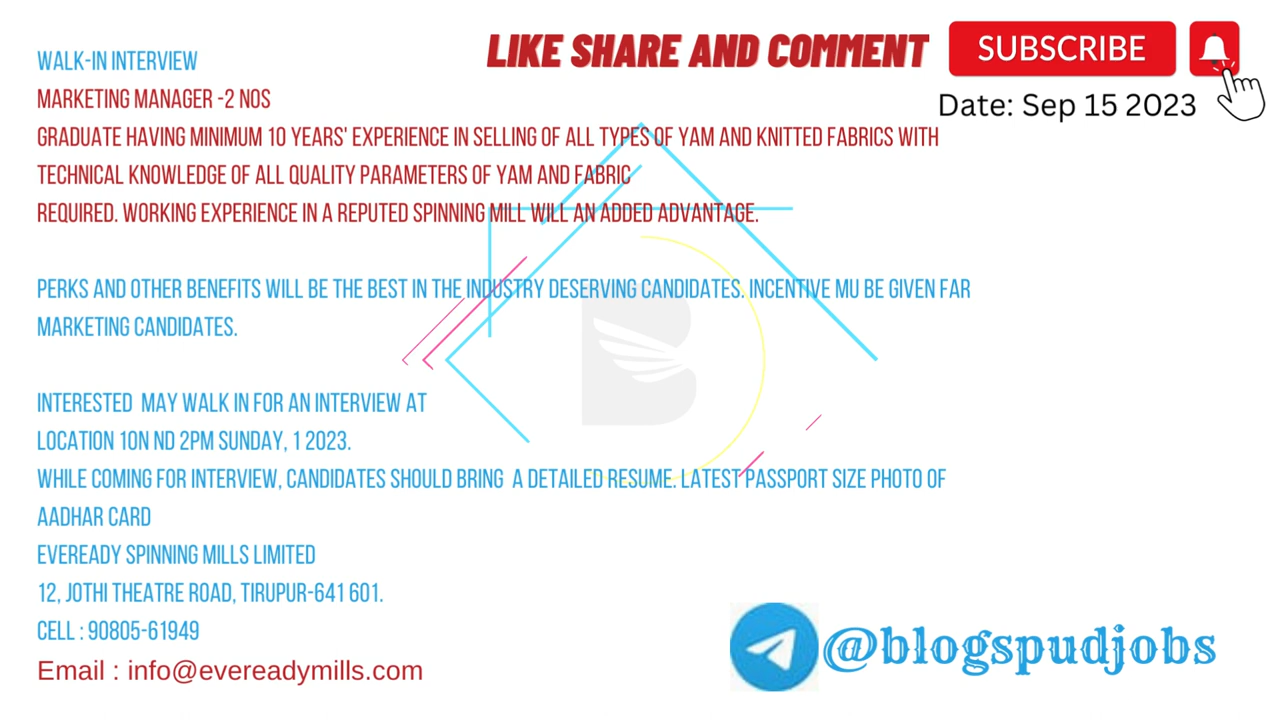 WALK-IN INTERVIEW
LIKE SHARE AND COMMENT
SUBSCRIBE
Date: Sep 15 2023
MARKETING MANAGER -2 NOS
GRADUATE HAVING MINIMUM 10 YEARS' EXPERIENCE IN SELLING OF ALL TYPES OF YAM AND KNITTED FABRICS WITH
TECHNICAL KNOWLEDGE OF ALL QUALITY PARAMETERS OF YAM AND FABRIC
REQUIRED. WORKING EXPERIENCE IN A REPUTED SPINNING MILL WILL AN ADDED ADVANTAGE.
PERKS AND OTHER BENEFITS WILL BE THE BEST IN THE INDUSTRY DESERVING CANDIDATES. INCENTIVE MU BE GIVEN FAR
MARKETING CANDIDATES.
INTERESTED MAY WALK IN FOR AN INTERVIEW AT
LOCATION 10N ND 2PM SUNDAY, 1 2023.
WHILE COMING FOR INTERVIEW, CANDIDATES SHOULD BRING A DETAILED RESUME. LATEST PASSPORT SIZE PHOTO OF
AADHAR CARD
EVEREADY SPINNING MILLS LIMITED
12, JOTHI THEATRE ROAD, TIRUPUR-641 601.
CELL : 90805-61949
Email : info@evereadymills.com
@blogspudjobs